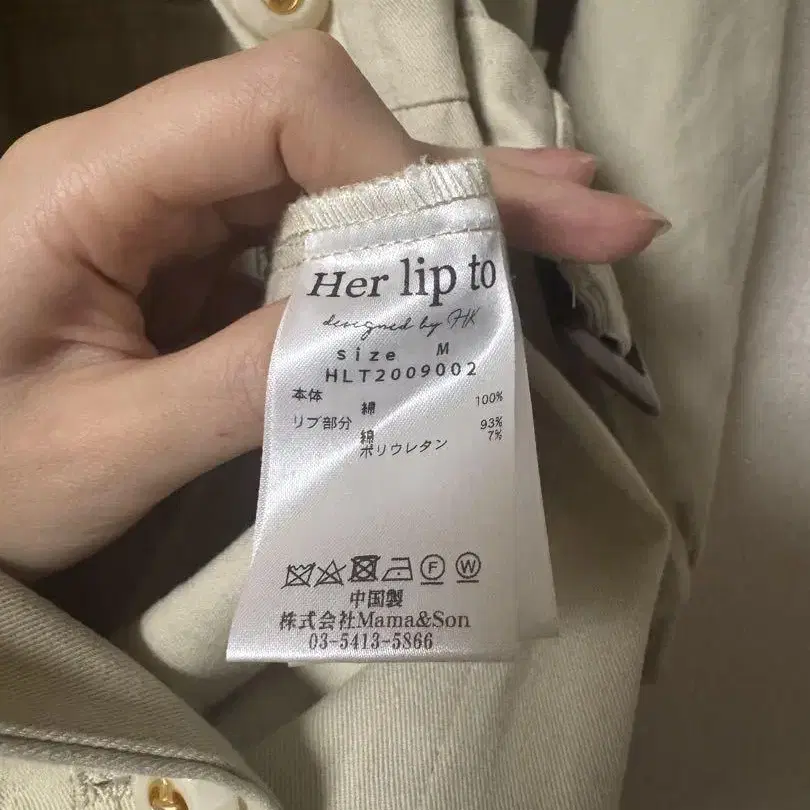 Her lip to
designed by HK
size M
HLT2009002
本体 綿 100%
リブ部分 綿 93%
ポリウレタン 7%
F W
中国製
株式会社Mama&Son
03-5413-5866